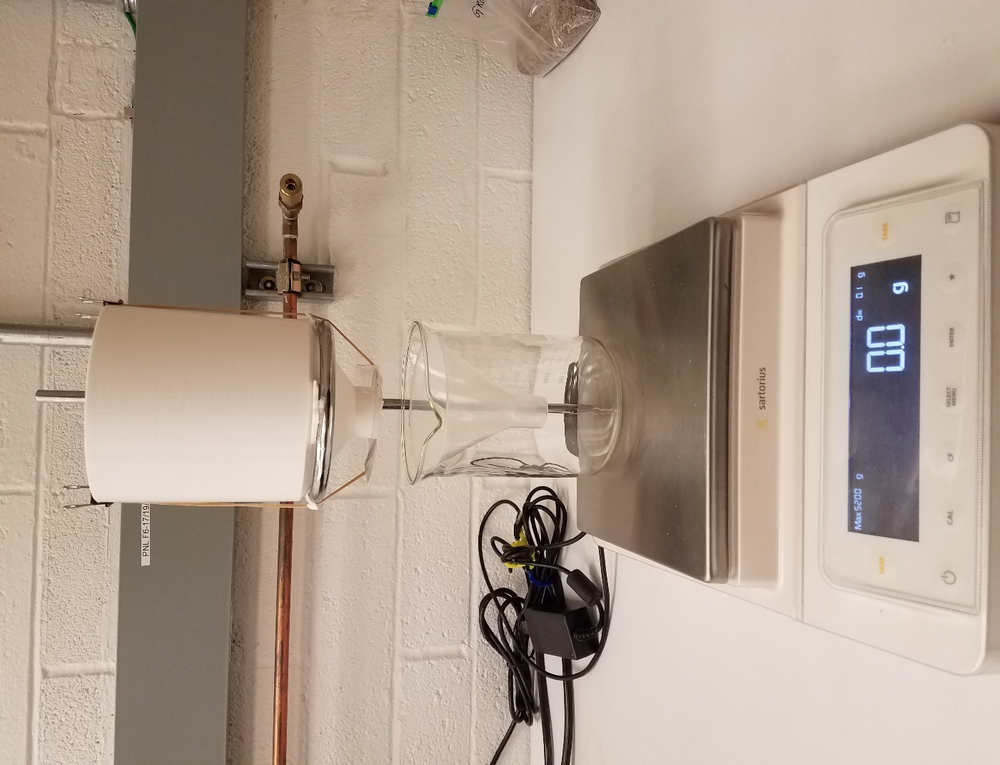 PNL F6-17/19/
sartorius
Max 5200 g
d= 0.1 g
0.0 g
TARE
TARE
CAL
CF
SELECT
MENU
ENTER